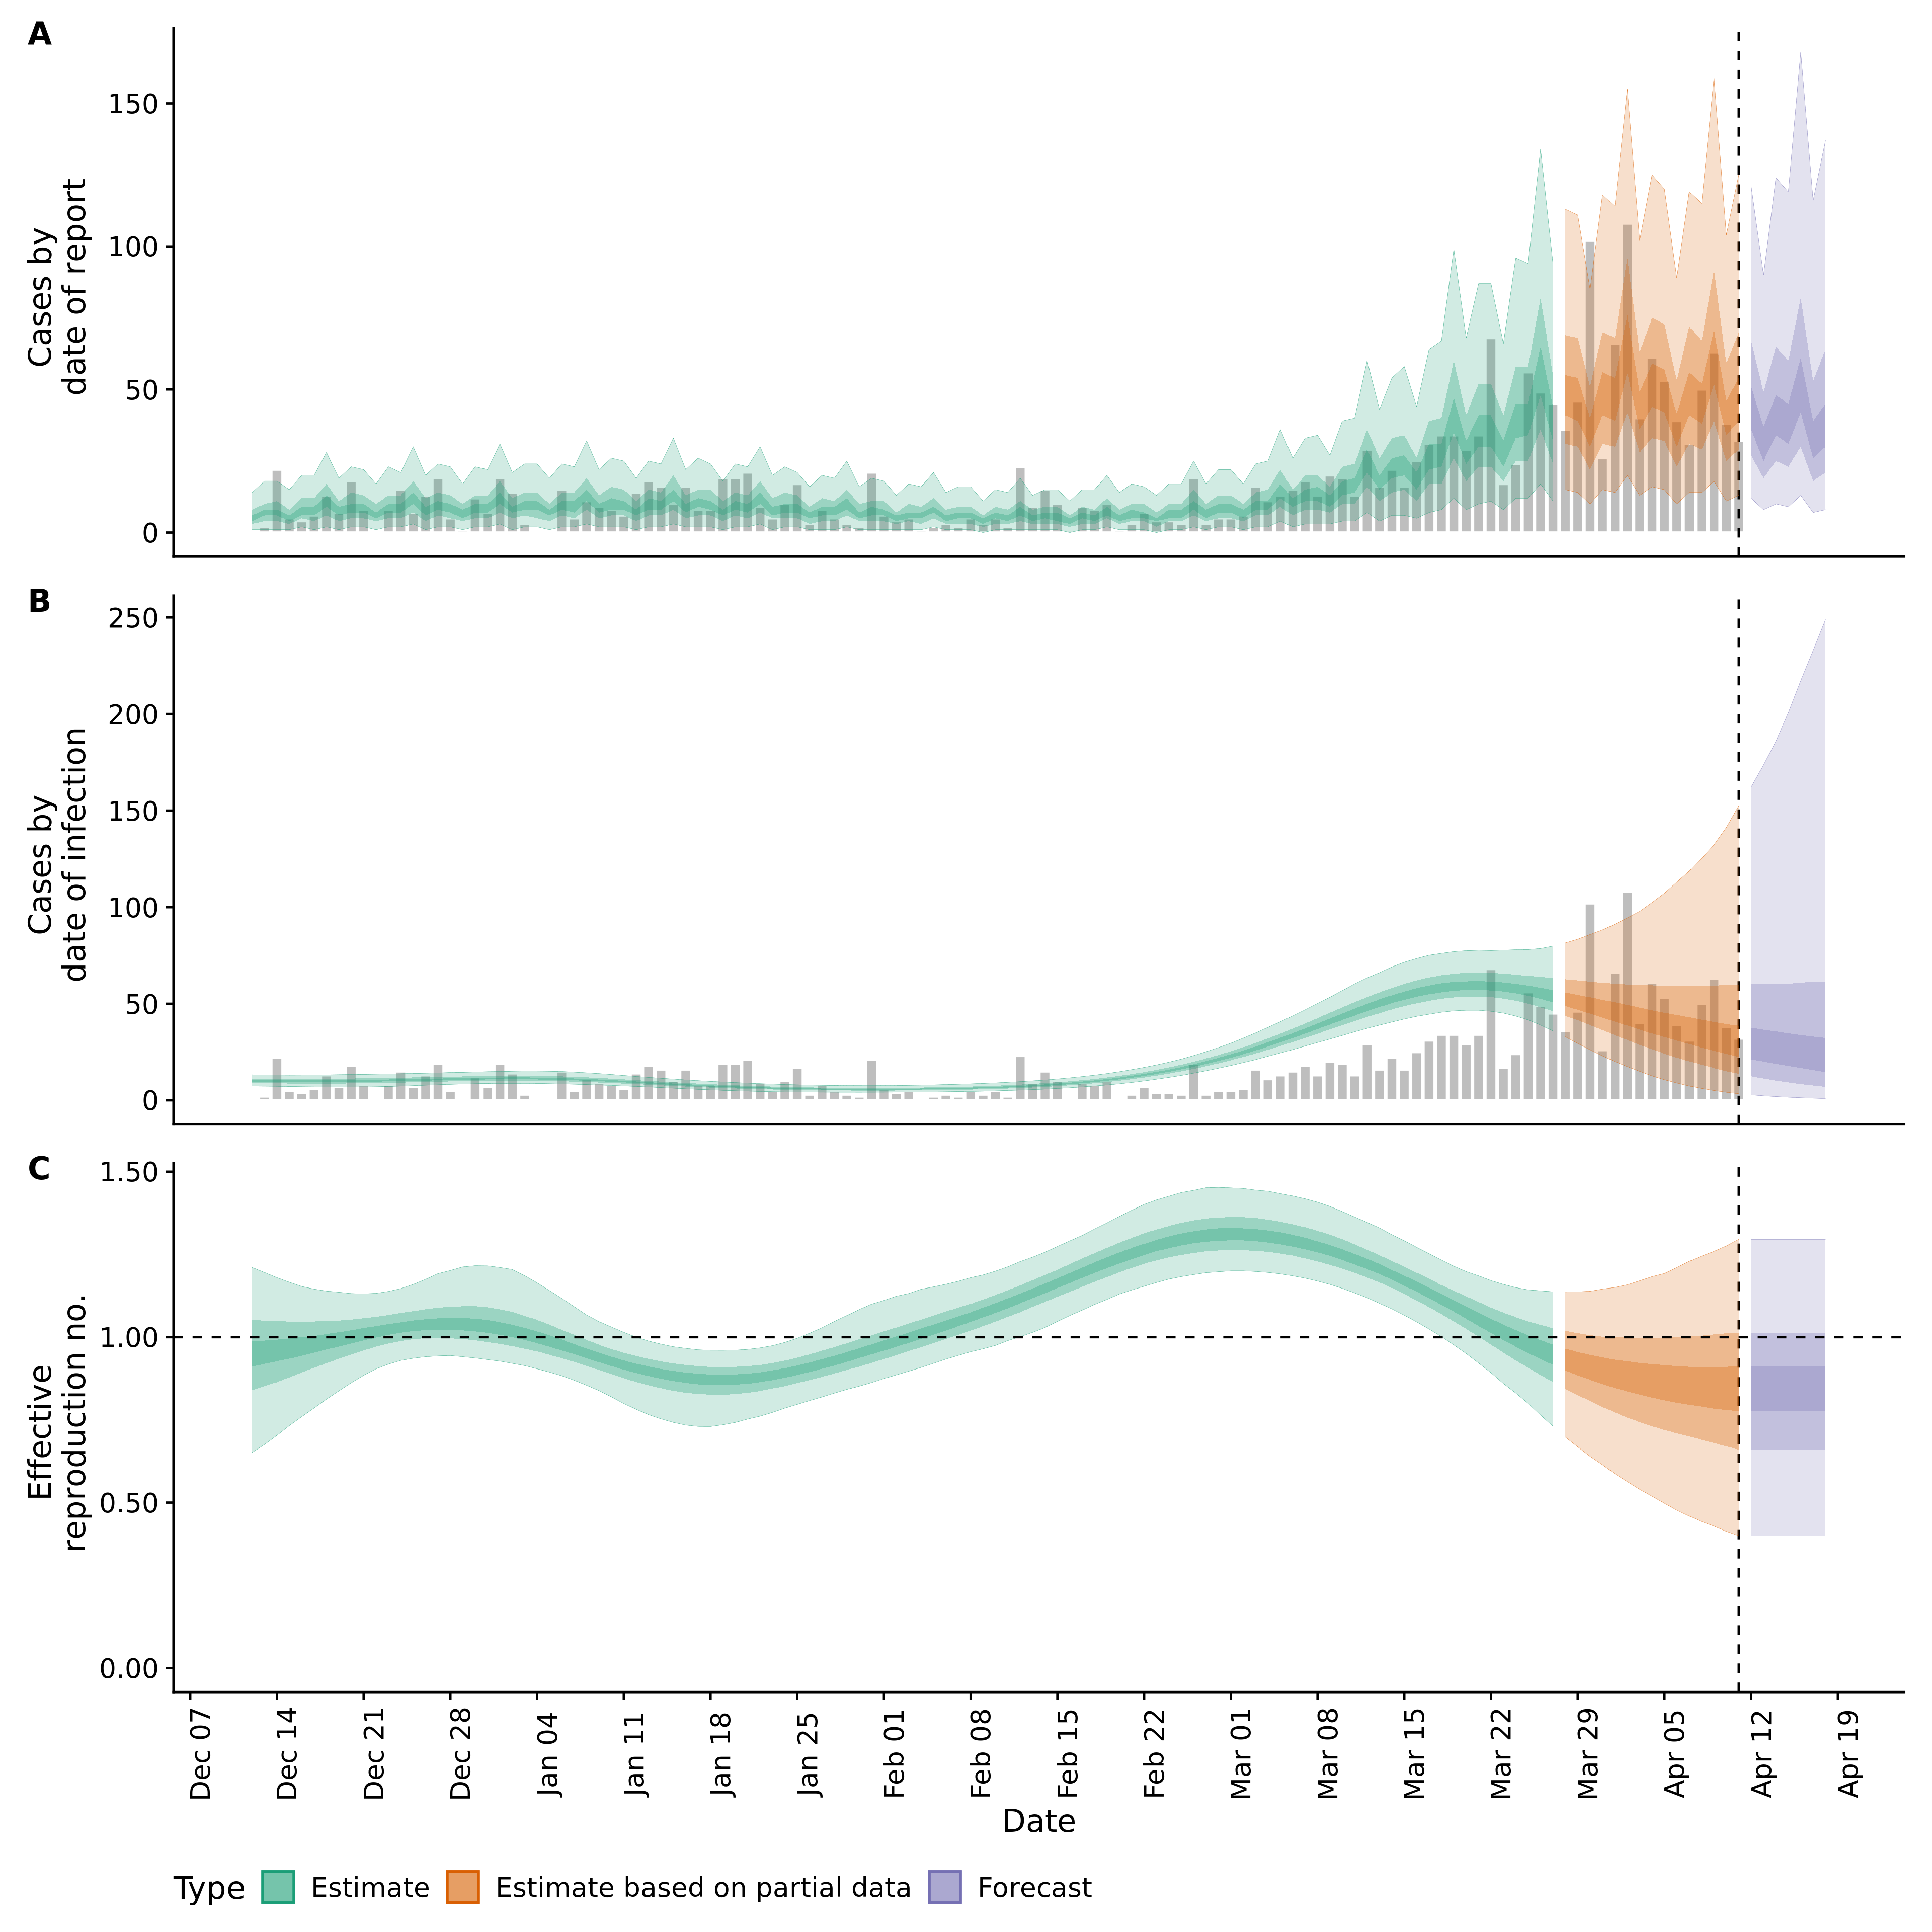 A
Cases by
date of report
150
100
50
0
B
Cases by
date of infection
250
200
150
100
50
0
C
Effective
reproduction no.
1.50
1.00
0.50
0.00
Dec 07
Dec 14
Dec 21
Dec 28
Jan 04
Jan 11
Jan 18
Jan 25
Feb 01
Feb 08
Feb 15
Feb 22
Mar 01
Mar 08
Mar 15
Mar 22
Mar 29
Apr 05
Apr 12
Apr 19
Date
Type Estimate Estimate based on partial data Forecast